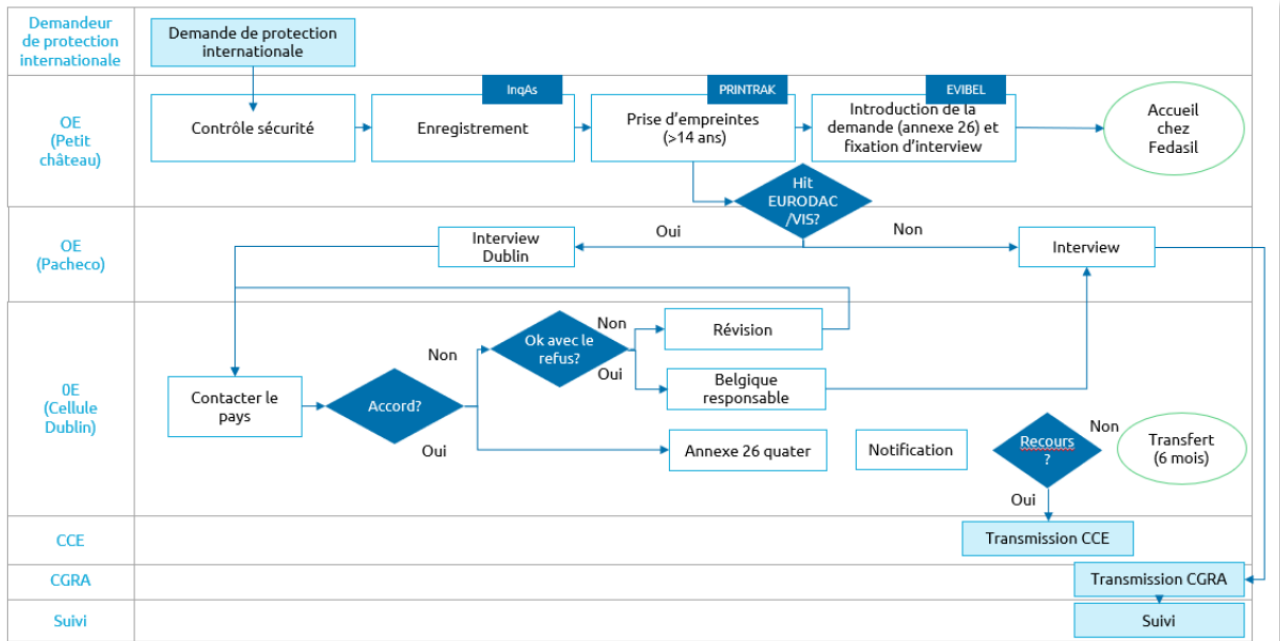 Demandeur
de protection
internationale
Demande de protection
internationale
OE
(Petit
château)
Contrôle sécurité
InqAs
Enregistrement
PRINTRAK
Prise d'empreintes
(>14 ans)
EVIBEL
Introduction de la
demande (annexe 26) et
fixation d'interview
Accueil
chez
Fedasil
Hit
EURODAC
/VIS?
OE
(Pacheco)
Interview
Dublin
Oui
Non
Interview
0E
(Cellule
Dublin)
Contacter le
pays
Accord?
Non
Oui
Ok avec le
refus?
Non
Oui
Révision
Belgique
responsable
Annexe 26 quater
Notification
Recours
?
Non
Oui
Transfert
(6 mois)
CCE
Transmission CCE
CGRA
Transmission CGRA
Suivi
Suivi